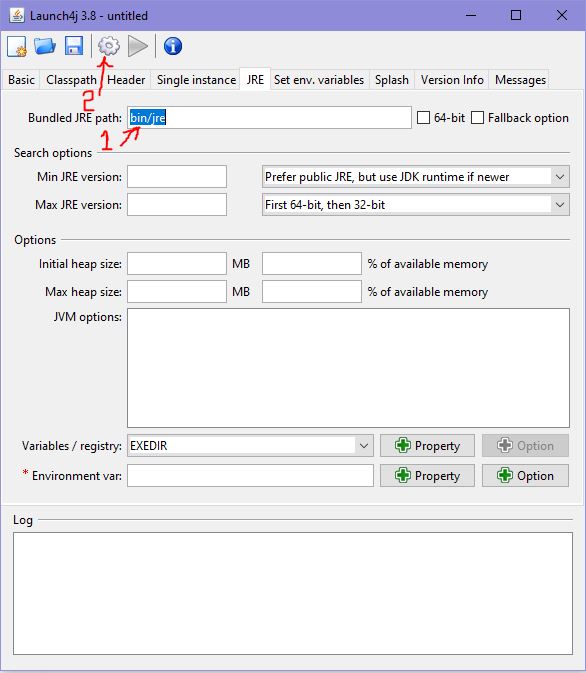 Launch4j 3.8 - untitled
Basic Classpath Header Single instance JRE Set env. variables Splash Version Info Messages
2
Bundled JRE path: bin/jre 64-bit Fallback option
1
Search options
Min JRE version: Prefer public JRE, but use JDK runtime if newer
Max JRE version: First 64-bit, then 32-bit
Options
Initial heap size: MB % of available memory
Max heap size: MB % of available memory
JVM options:
Variables / registry: EXEDIR Property Option
* Environment var: Property Option
Log